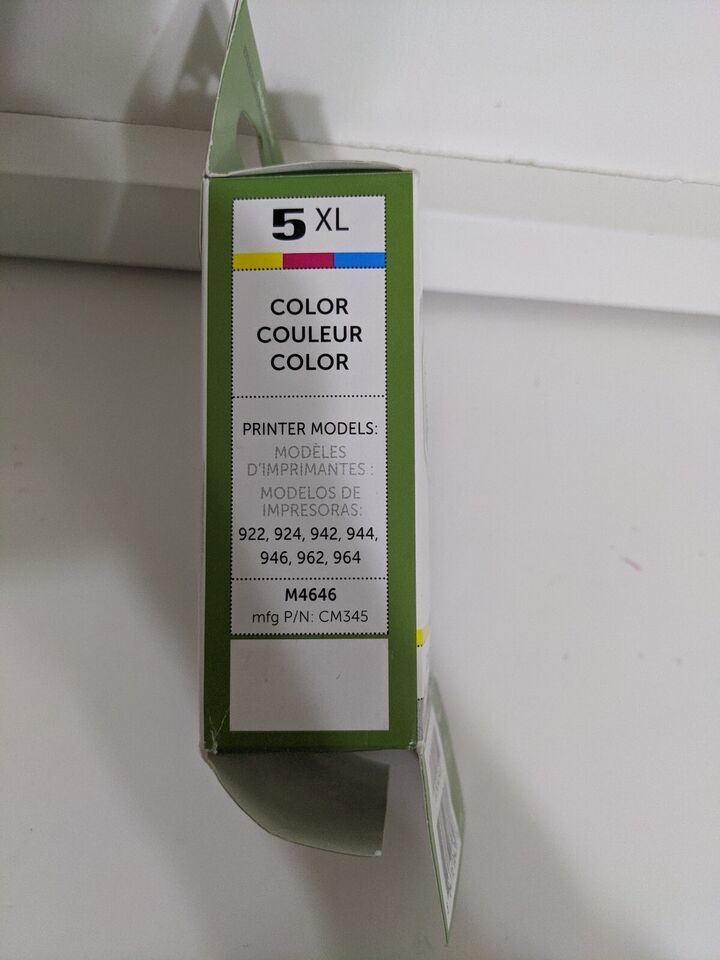 5 XL
COLOR
COULEUR
COLOR
PRINTER MODELS:
MODÈLES
D'IMPRIMANTES :
MODELOS DE
IMPRESORAS:
922, 924, 942, 944,
946, 962, 964
M4646
mfg P/N: CM345